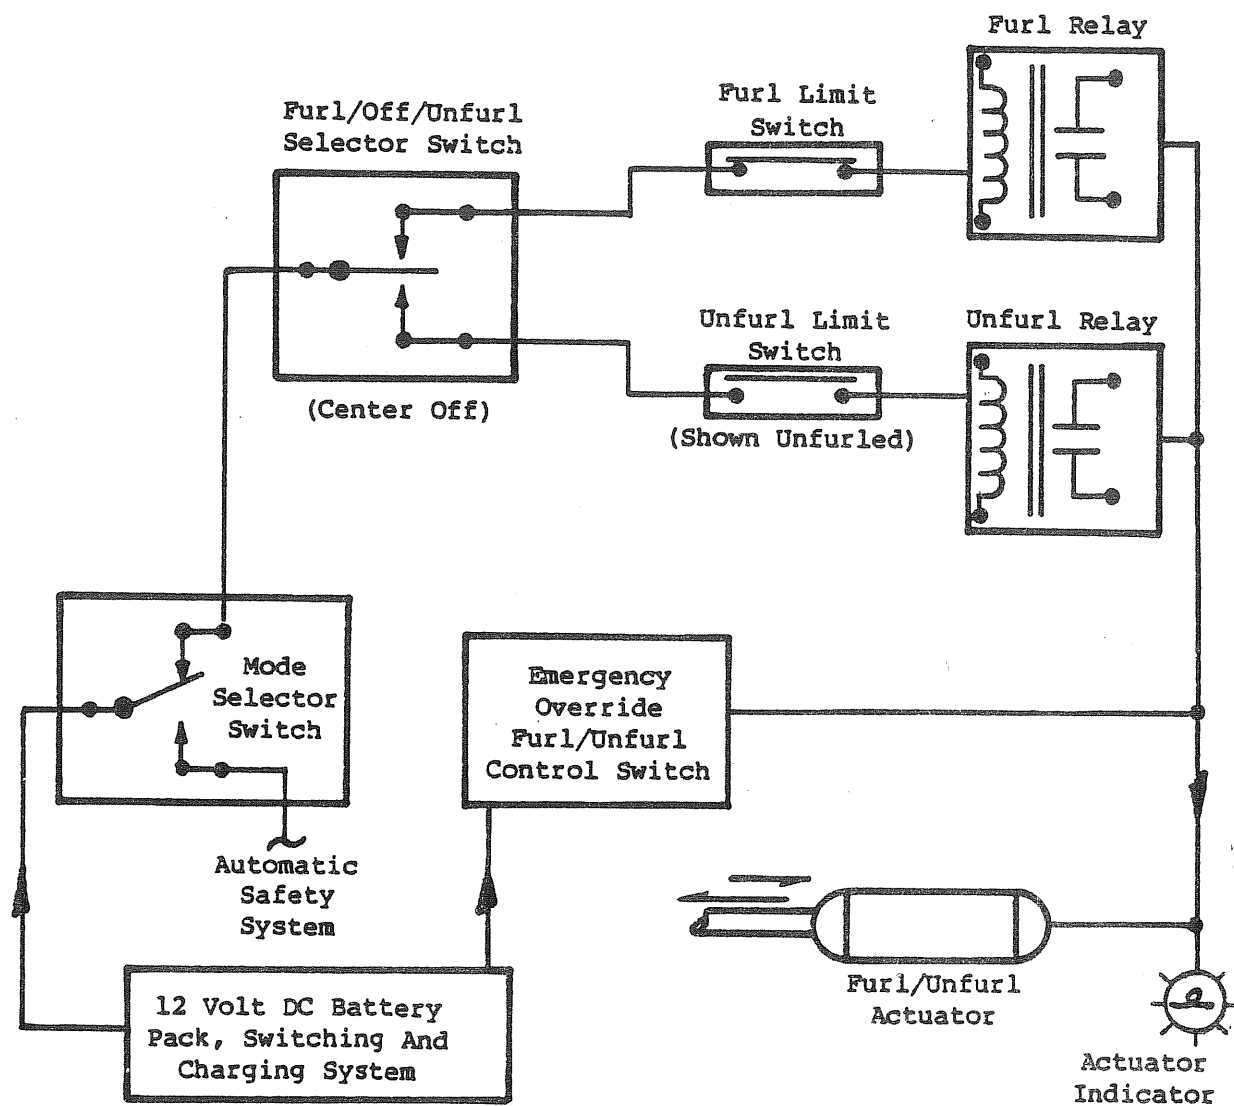 Furl Relay
Furl/Off/Unfurl
Selector Switch
Furl Limit
Switch
(Center Off)
Unfurl Limit
Switch
(Shown Unfurled)
Unfurl Relay
Mode
Selector
Switch
Emergency
Override
Furl/Unfurl
Control Switch
Automatic
Safety
System
12 Volt DC Battery
Pack, Switching And
Charging System
Furl/Unfurl
Actuator
Actuator
Indicator